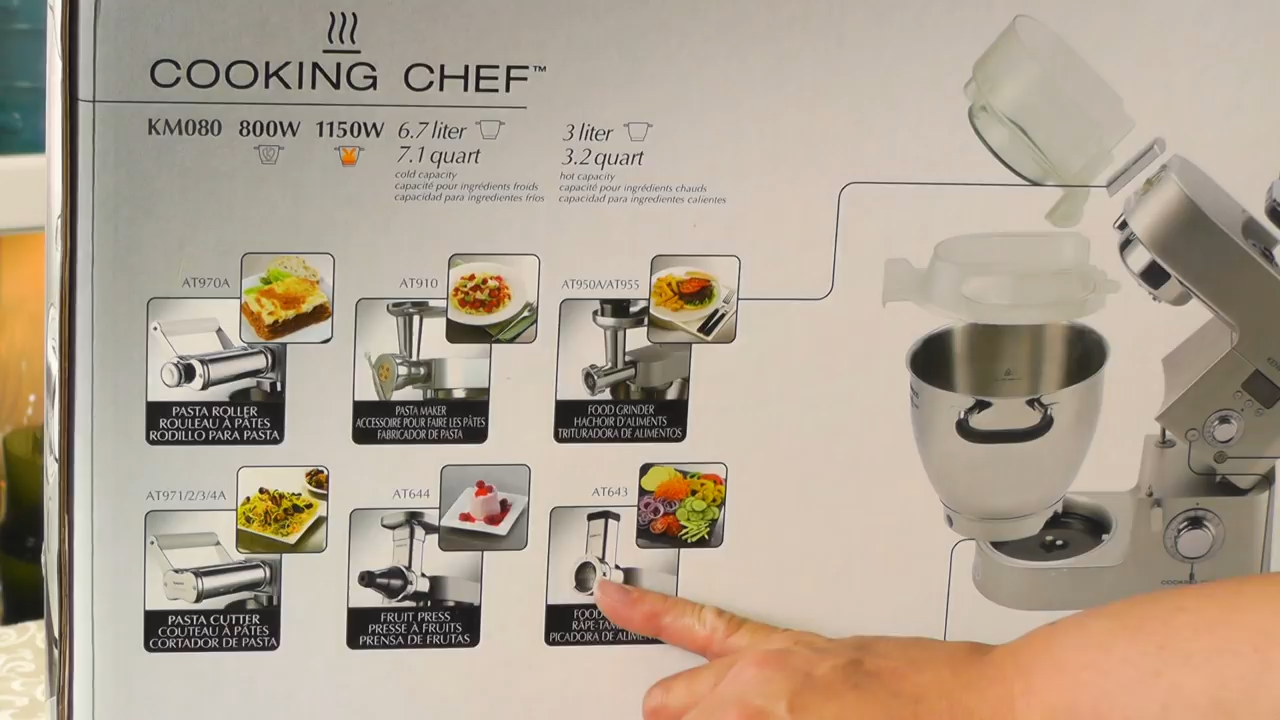 COOKING CHEF™
KM080 800W 1150W 6.7 liter 3 liter
7.1 quart 3.2 quart
cold capacity hot capacity
capacité pour ingrédients froids capacité pour ingrédients chauds
capacidad para ingredientes fríos capacidad para ingredientes calientes
AT970A AT910 AT950A/AT955
PASTA ROLLER
ROULEAU À PÂTES
RODILLO PARA PASTA
PASTA MAKER
ACCESSOIRE POUR FAIRE LES PÂTES
FABRICADOR DE PASTA
FOOD GRINDER
HACHOIR D'ALIMENTS
TRITURADORA DE ALIMENTOS
AT971/2/3/4A AT644 AT643
PASTA CUTTER
COUTEAU À PÂTES
CORTADOR DE PASTA
FRUIT PRESS
PRESSE À FRUITS
PRENSA DE FRUTAS
FOOD
RÂPE-TAM
PICADORA DE ALIMEN